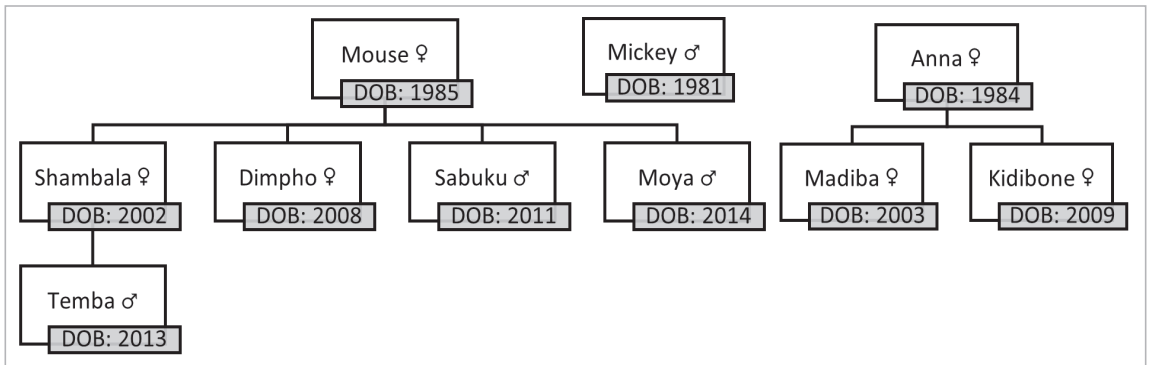 Mouse ♀
DOB: 1985
Mickey ♂
DOB: 1981
Anna ♀
DOB: 1984
Shambala ♀
DOB: 2002
Dimpho ♀
DOB: 2008
Sabuku ♂
DOB: 2011
Moya ♂
DOB: 2014
Madiba ♀
DOB: 2003
Kidibone ♀
DOB: 2009
Temba ♂
DOB: 2013